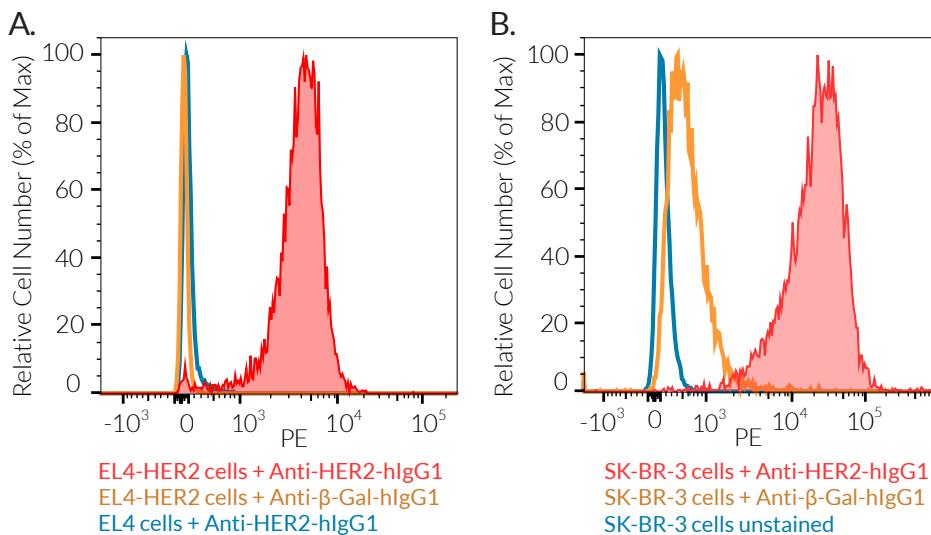 A.
Relative Cell Number (% of Max)
100
80
60
40
20
0
-10³ 0 10³ 10⁴ 10⁵
PE
EL4-HER2 cells + Anti-HER2-hIgG1
EL4-HER2 cells + Anti-β-Gal-hIgG1
EL4 cells + Anti-HER2-hIgG1
B.
Relative Cell Number (% of Max)
100
80
60
40
20
0
-10³ 0 10³ 10⁴ 10⁵
PE
SK-BR-3 cells + Anti-HER2-hIgG1
SK-BR-3 cells + Anti-β-Gal-hIgG1
SK-BR-3 cells unstained